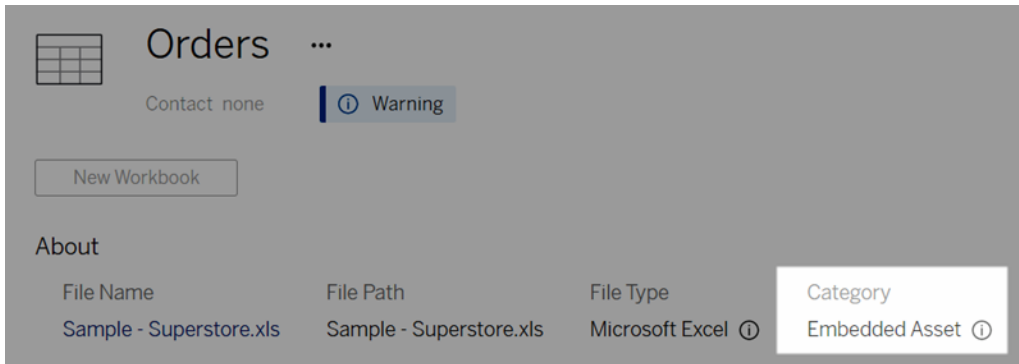 Orders ...
Contact none Warning
New Workbook
About
File Name File Path File Type Category
Sample - Superstore.xls Sample - Superstore.xls Microsoft Excel Embedded Asset